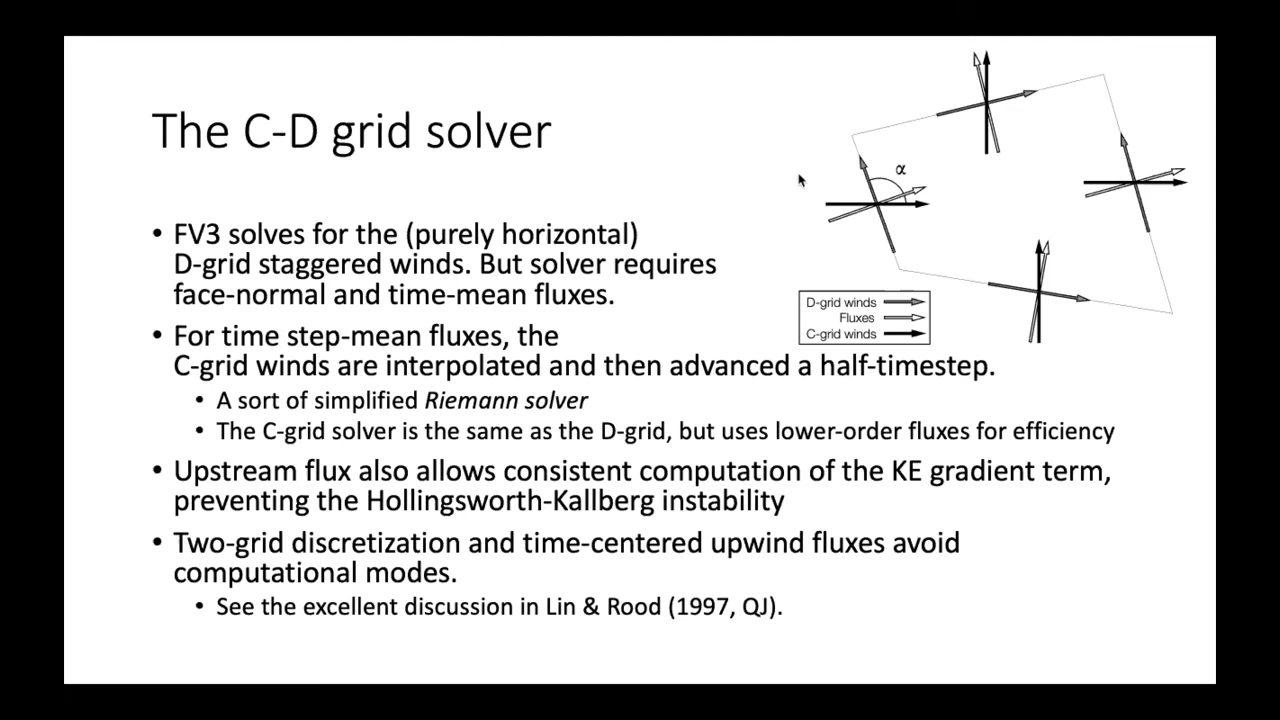 The C-D grid solver
• FV3 solves for the (purely horizontal)
D-grid staggered winds. But solver requires
face-normal and time-mean fluxes.
• For time step-mean fluxes, the
C-grid winds are interpolated and then advanced a half-timestep.
• A sort of simplified Riemann solver
• The C-grid solver is the same as the D-grid, but uses lower-order fluxes for efficiency
• Upstream flux also allows consistent computation of the KE gradient term,
preventing the Hollingsworth-Kallberg instability
• Two-grid discretization and time-centered upwind fluxes avoid
computational modes.
• See the excellent discussion in Lin & Rood (1997, QJ).
α
D-grid winds
Fluxes
C-grid winds